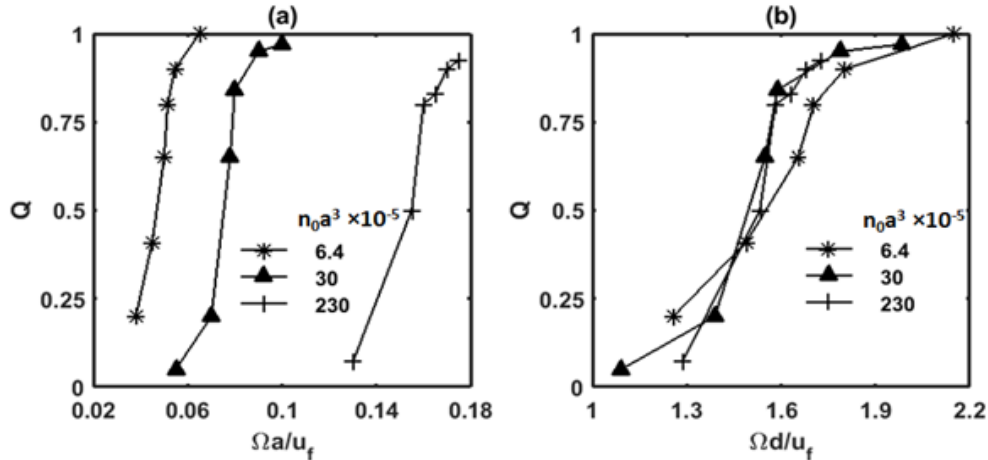 (a)
1
0.75
0.5
0.25
0
Q
n₀a³ ×10⁻⁵
6.4
30
230
0.02 0.06 0.1 0.14 0.18
Ωa/u_f
(b)
1
0.75
0.5
0.25
0
Q
n₀a³ ×10⁻⁵
6.4
30
230
1 1.3 1.6 1.9 2.2
Ωd/u_f